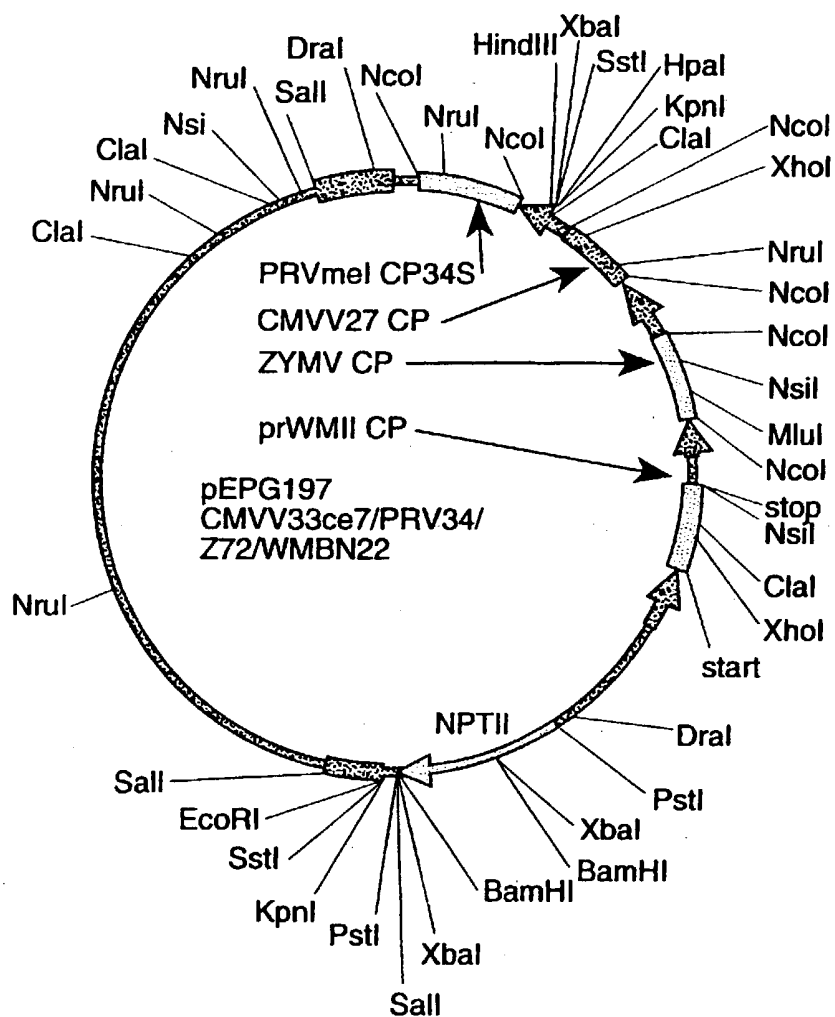 XbaI
HindIII
SstI
DraI
HpaI
NcoI
NruI
KpnI
SalI
NruI
NcoI
ClaI
NcoI
Nsi
XhoI
ClaI
NruI
ClaI
NruI
PRVmeI CP34S
NcoI
CMVV27 CP
NcoI
ZYMV CP
NsiI
prWMII CP
MluI
NcoI
pEPG197
CMVV33ce7/PRV34/
Z72/WMBN22
stop
NsiI
ClaI
NruI
XhoI
start
NPTII
DraI
SalI
PstI
EcoRI
XbaI
SstI
BamHI
BamHI
KpnI
PstI
XbaI
SalI